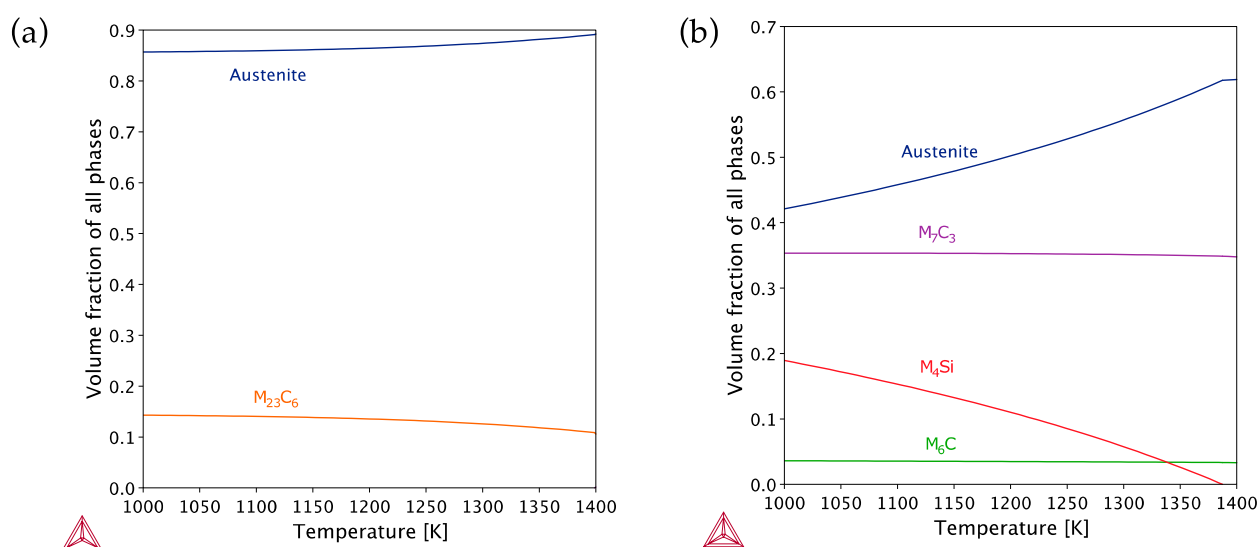 (a)
Volume fraction of all phases
0.9
0.8
0.7
0.6
0.5
0.4
0.3
0.2
0.1
0.0
Austenite
M₂₃C₆
1000 1050 1100 1150 1200 1250 1300 1350 1400
Temperature [K]
(b)
Volume fraction of all phases
0.7
0.6
0.5
0.4
0.3
0.2
0.1
0.0
Austenite
M₇C₃
M₄Si
M₆C
1000 1050 1100 1150 1200 1250 1300 1350 1400
Temperature [K]